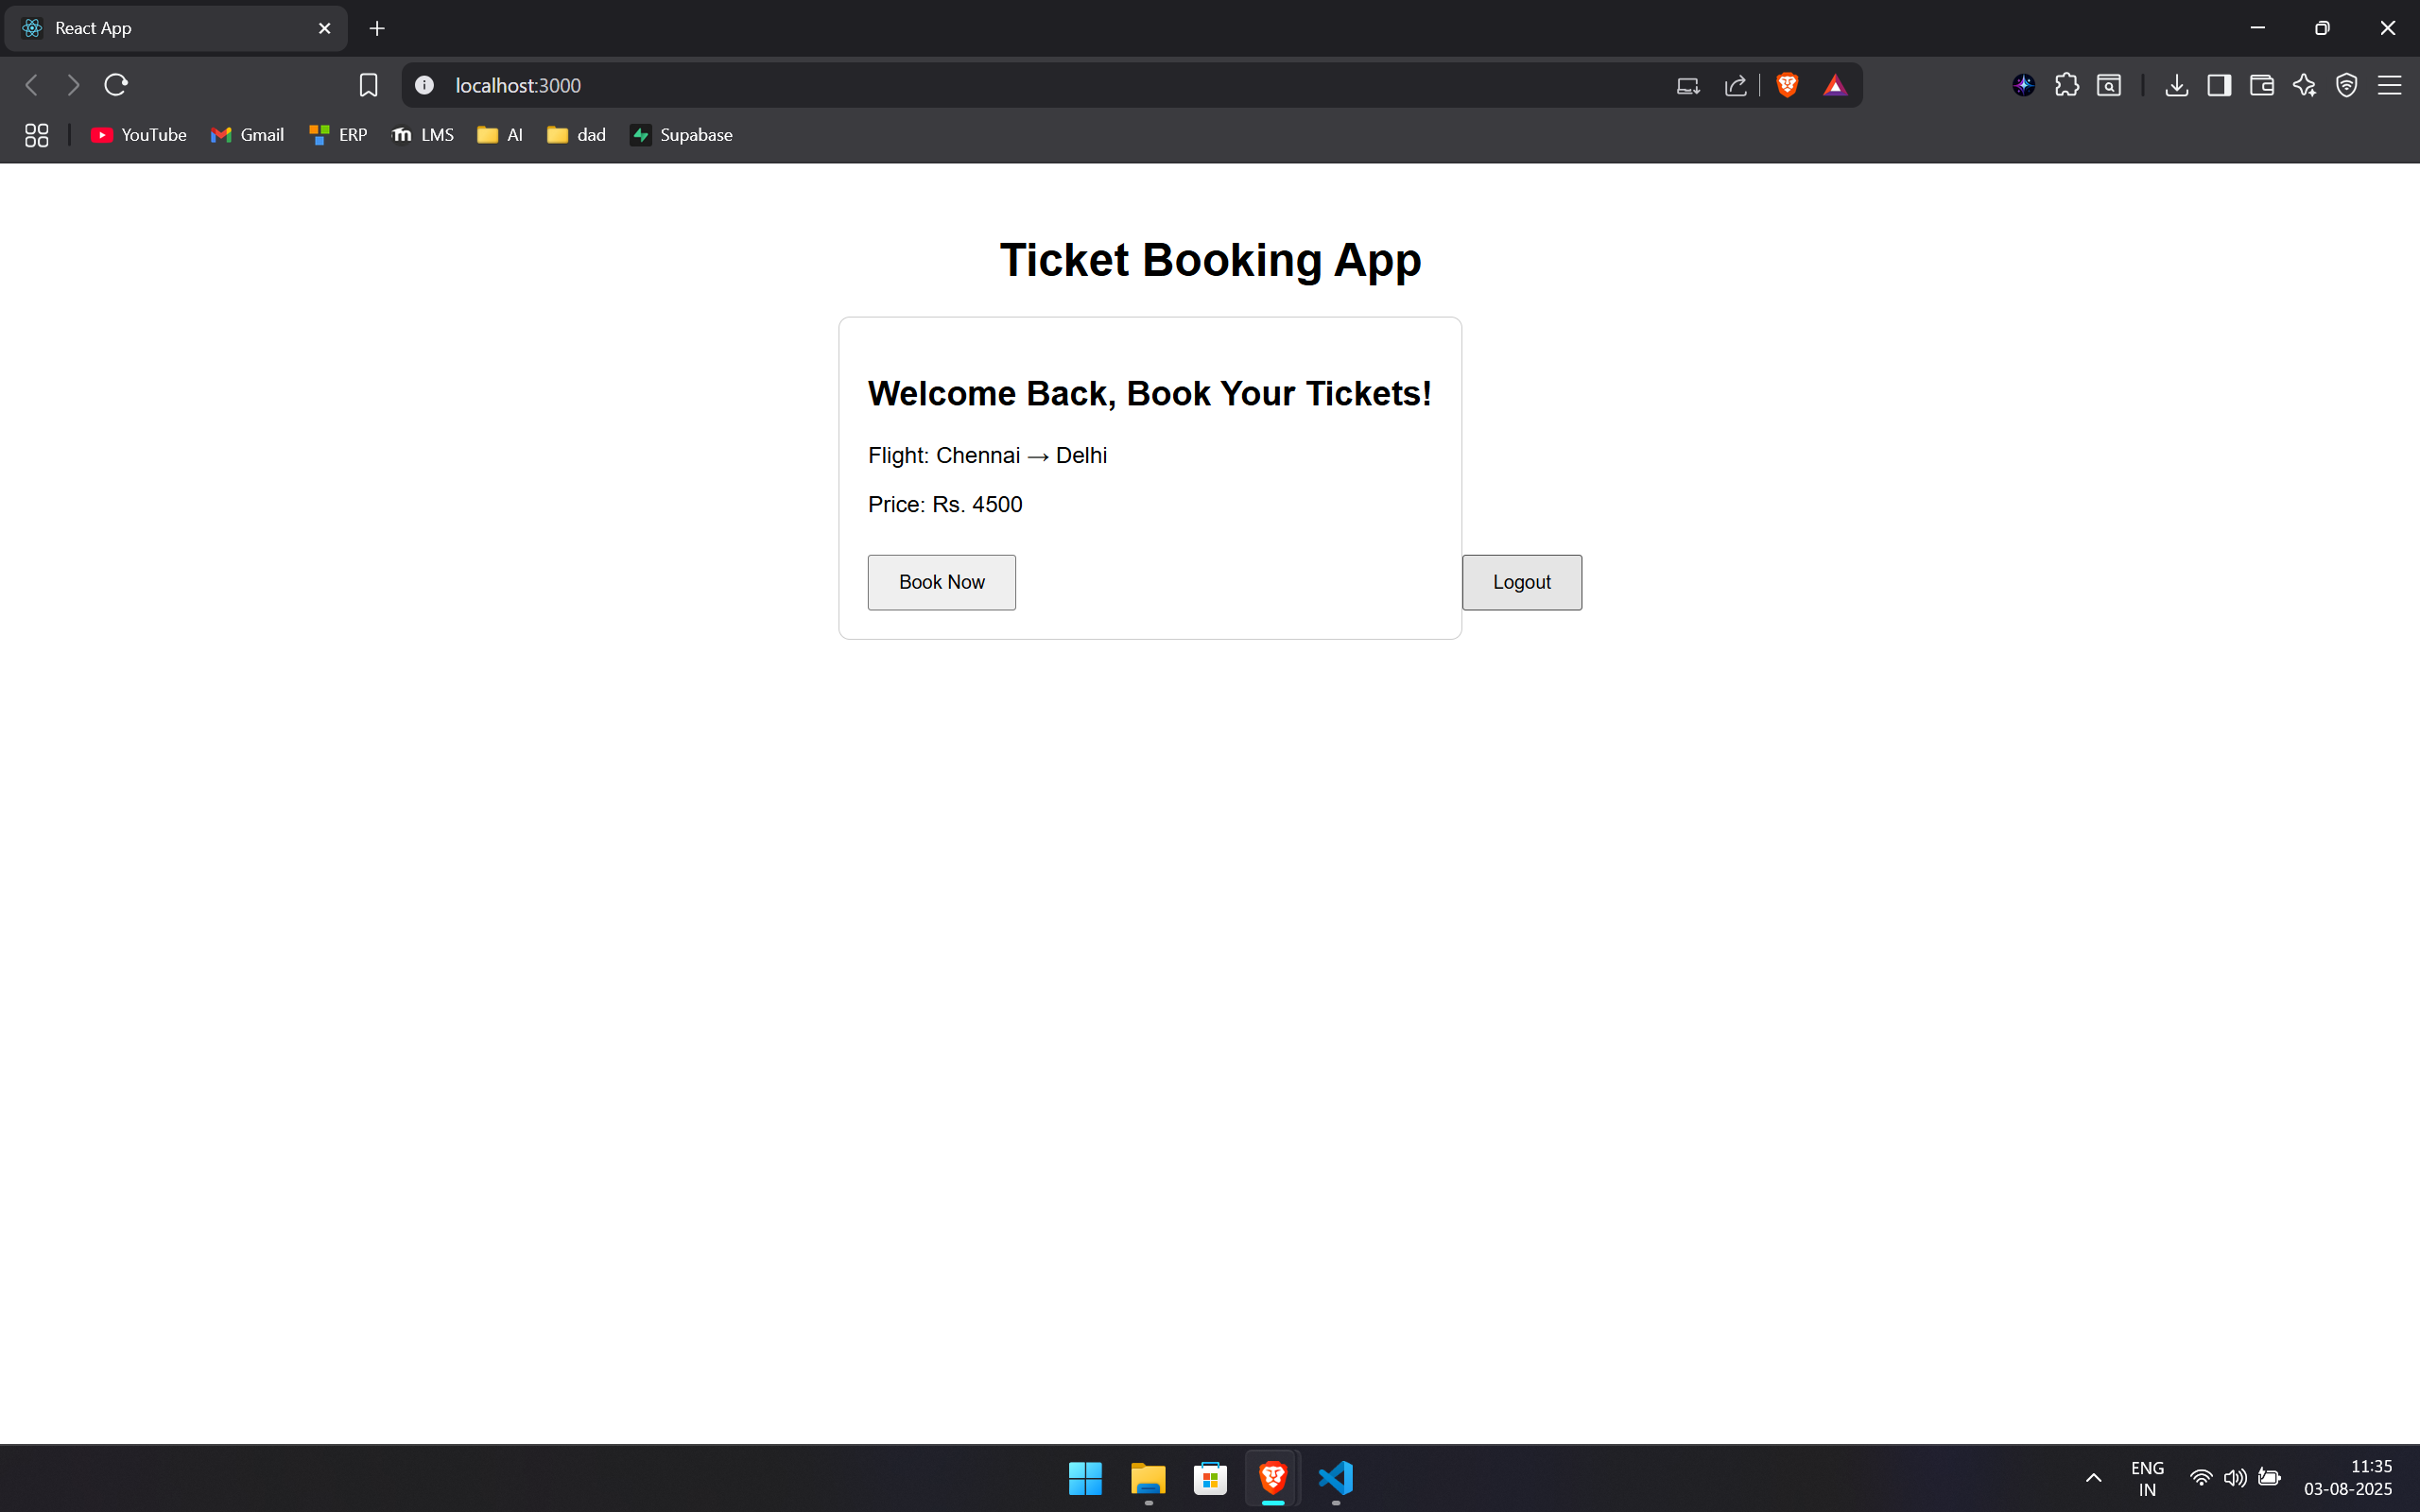 React App
localhost:3000
YouTube Gmail ERP LMS AI dad Supabase
Ticket Booking App
Welcome Back, Book Your Tickets!
Flight: Chennai → Delhi
Price: Rs. 4500
Book Now Logout
ENG 11:35
IN 03-08-2025